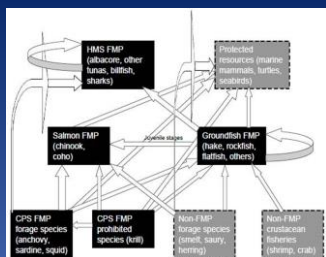 HMS FMP
(albacore, other
tunas, billfish,
sharks)
Protected
resources (marine
mammals, turtles,
seabirds)
Salmon FMP
(chinook,
coho)
Juvenile stages
Groundfish FMP
(hake, rockfish,
flatfish, others)
CPS FMP
forage species
(anchovy,
sardine, squid)
CPS FMP
prohibited
species (krill)
Non-FMP
forage species
(smelt, saury,
herring)
Non-FMP
crustacean
fisheries
(shrimp, crab)